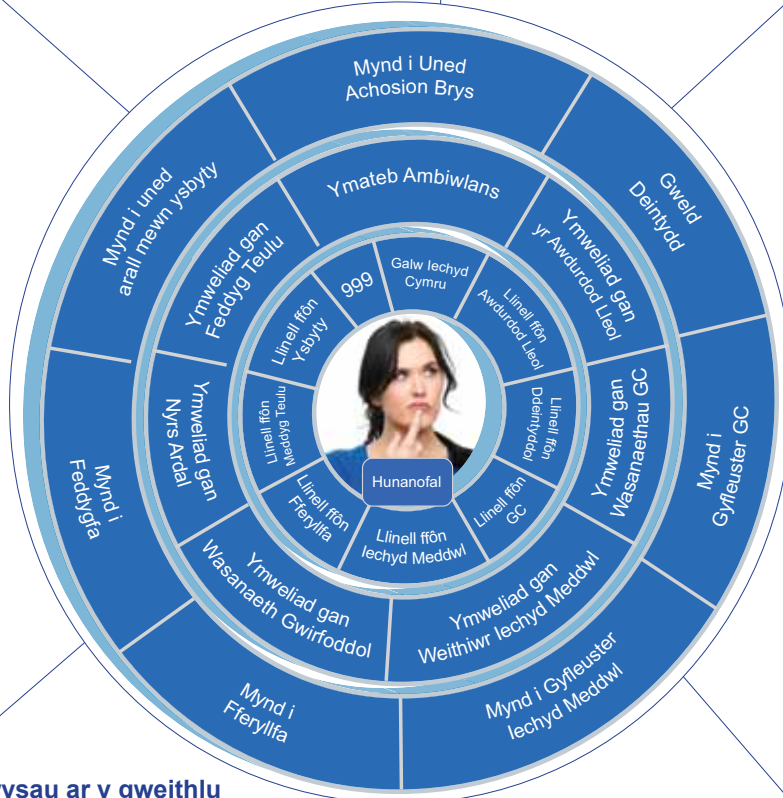 Mynd i Uned
Achosion Brys
Gweld
Deintydd
Mynd i
Gyfleuster GC
Mynd i Gyfleuster
Iechyd Meddwl
Mynd i
Fferyllfa
Mynd i
Feddygfa
Mynd i uned
arall mewn ysbyty
Ymateb Ambiwlans
Ymweliad gan
yr Awdurdod Lleol
Ymweliad gan
Wasanaethau GC
Ymweliad gan
Weithiwr Iechyd Meddwl
Ymweliad gan
Wasanaeth Gwirfoddol
Ymweliad gan
Nyrs Ardal
Ymweliad gan
Feddyg Teulu
999
Galw Iechyd
Cymru
Llinell ffôn
Awdurdod Lleol
Llinell ffôn
Ddeintyddol
Llinell ffôn
GC
Llinell ffôn
Iechyd Meddwl
Llinell ffôn
Fferyllfa
Llinell ffôn
Meddyg Teulu
Llinell ffôn
Ysbyty
Hunanofal
ar y gweithlu